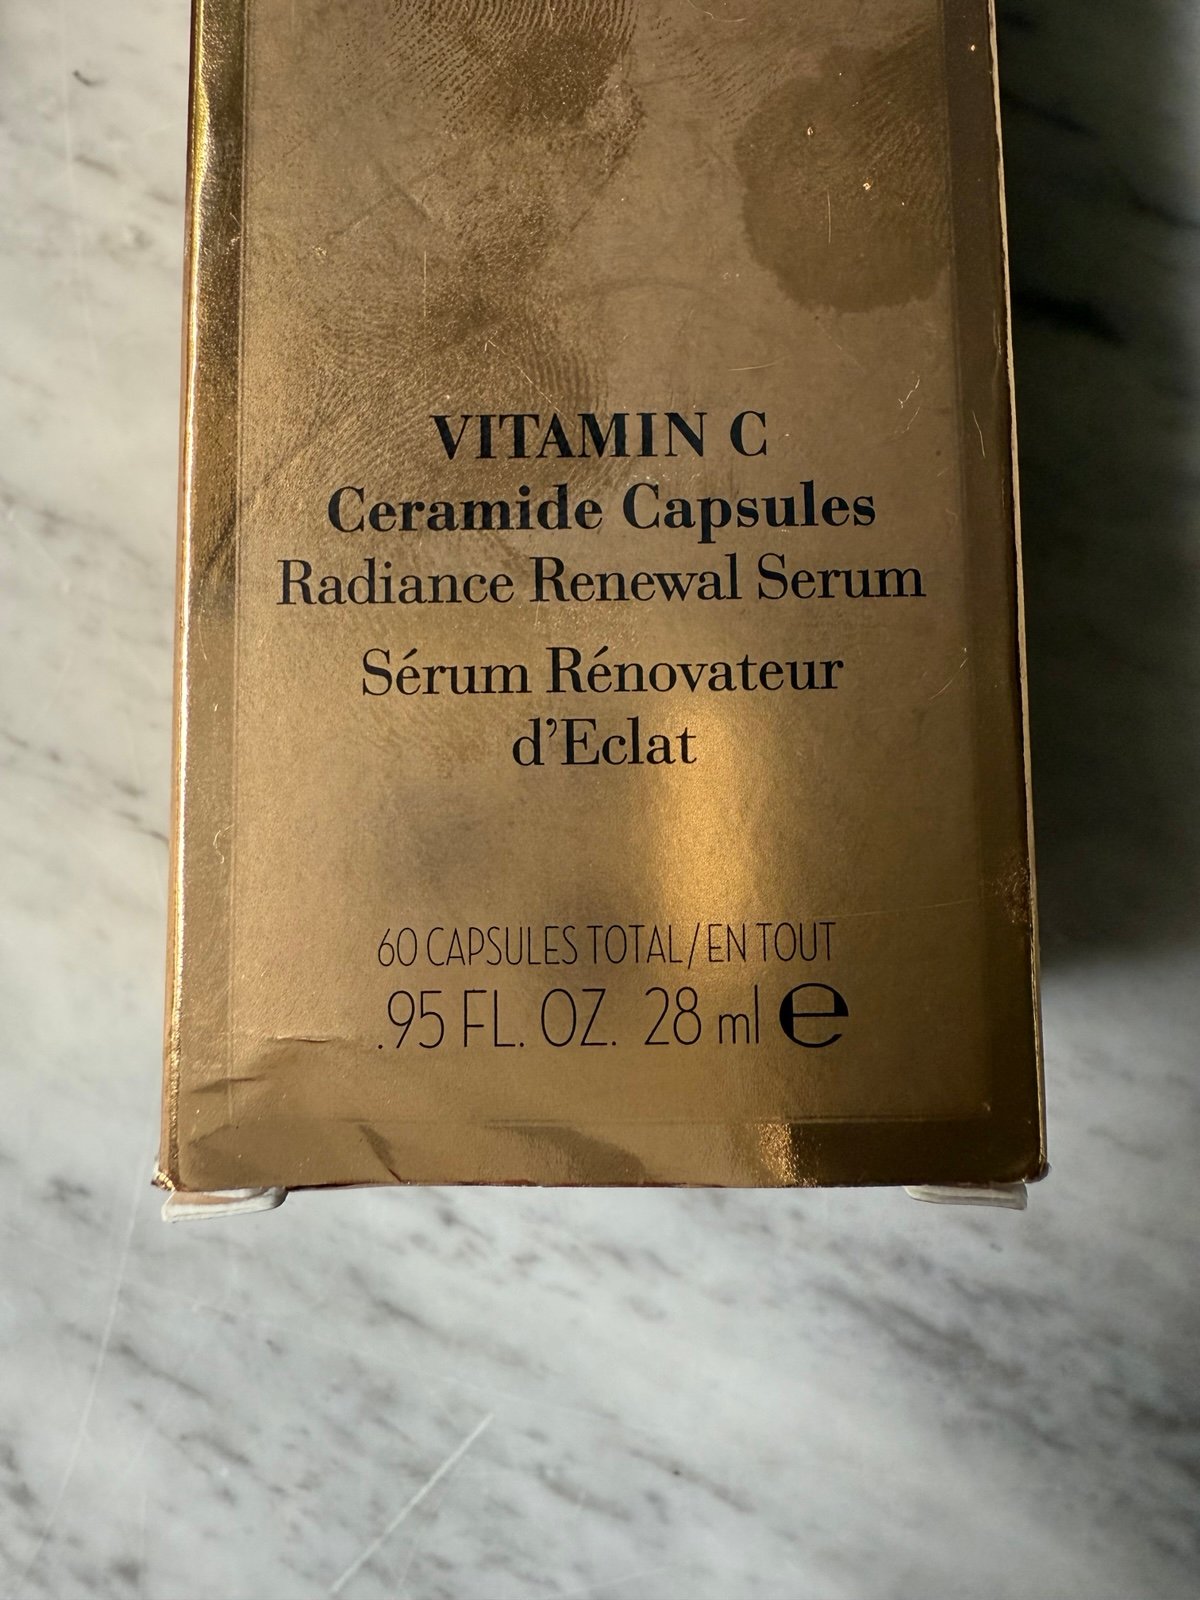 VITAMIN C
Ceramide Capsules
Radiance Renewal Serum
Sérum Rénovateur
d’Eclat
60 CAPSULES TOTAL/EN TOUT
.95 FL. OZ. 28 ml e